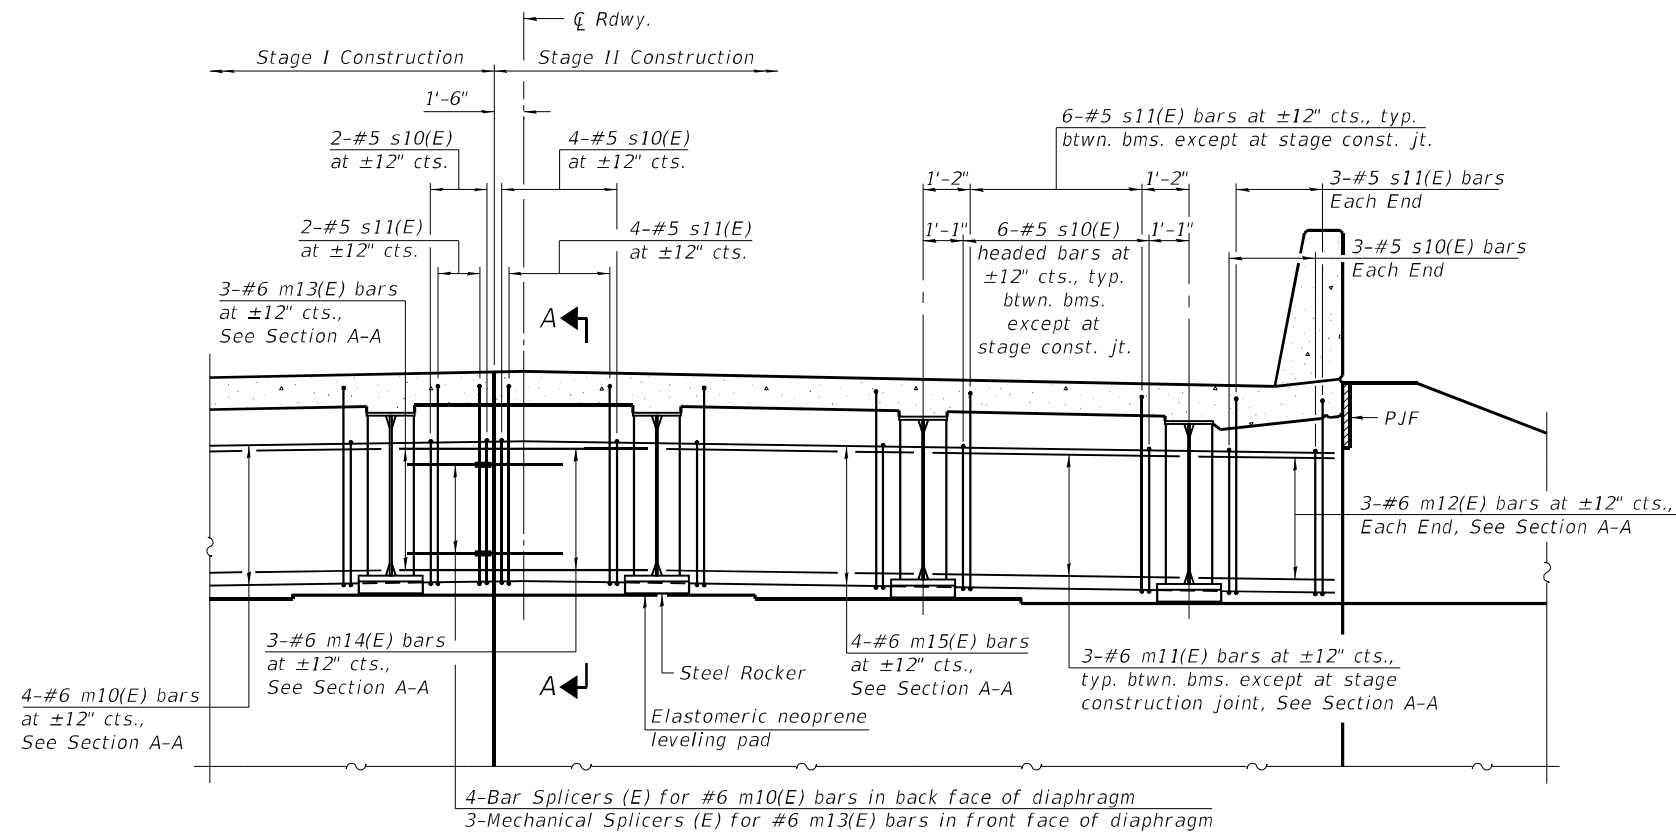 ℄ Rdwy.
Stage I Construction
Stage II Construction
1'-6"
2-#5 s10(E)
at ±12" cts.
4-#5 s10(E)
at ±12" cts.
6-#5 s11(E) bars at ±12" cts., typ.
btwn. bms. except at stage const. jt.
1'-2"
1'-2"
3-#5 s11(E) bars
Each End
2-#5 s11(E)
at ±12" cts.
4-#5 s11(E)
at ±12" cts.
1'-1"
6-#5 s10(E)
headed bars at
±12" cts., typ.
btwn. bms.
except at
stage const. jt.
1'-1"
3-#5 s10(E) bars
Each End
3-#6 m13(E) bars
at ±12" cts.,
See Section A-A
A
PJF
3-#6 m12(E) bars at ±12" cts.,
Each End, See Section A-A
3-#6 m14(E) bars
at ±12" cts.,
See Section A-A
4-#6 m15(E) bars
at ±12" cts.,
See Section A-A
3-#6 m11(E) bars at ±12" cts.,
typ. btwn. bms. except at stage
construction joint, See Section A-A
Steel Rocker
A
4-#6 m10(E) bars
at ±12" cts.,
See Section A-A
Elastomeric neoprene
leveling pad
4-Bar Splicers (E) for #6 m10(E) bars in back face of diaphragm
3-Mechanical Splicers (E) for #6 m13(E) bars in front face of diaphragm